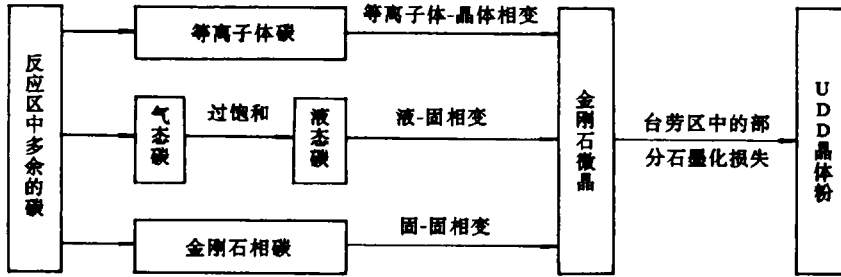 反应区中多余的碳
等离子体碳
等离子体-晶体相变
气态碳
过饱和
液态碳
液-固相变
金刚石相碳
固-固相变
金刚石微晶
台劳区中的部
分石墨化损失
UDD晶体粉